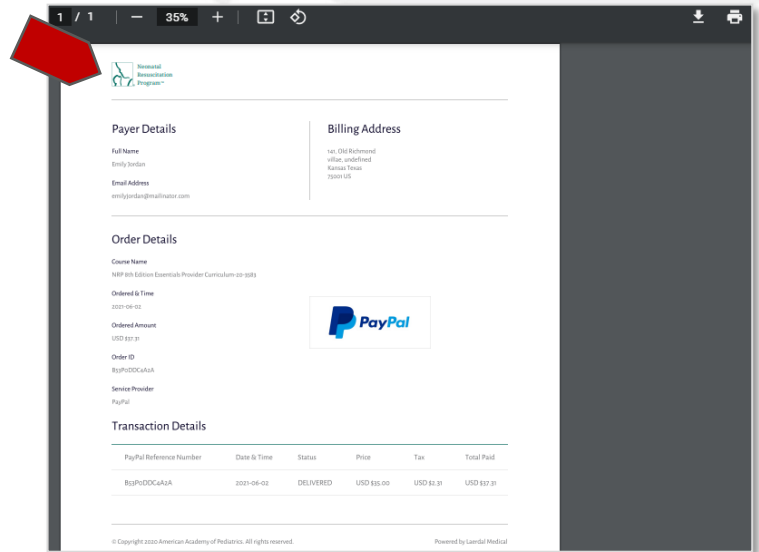 1 / 1 — 35% +
Neonatal
Resuscitation
Program™
Payer Details
Full Name
Emily Jordan
Email Address
emilyjordan@mailinator.com
Billing Address
141, Old Richmond
villae, undefined
Kansas Texas
75001 US
Order Details
Course Name
NRP 8th Edition Essentials Provider Curriculum-20-3583
Ordered & Time
2021-06-02
Ordered Amount
USD $37.31
Order ID
B53P0DDC4A2A
Service Provider
PayPal
PayPal
Transaction Details
PayPal Reference Number Date & Time Status Price Tax Total Paid
B53P0DDC4A2A 2021-06-02 DELIVERED USD $35.00 USD $2.31 USD $37.31
© Copyright 2020 American Academy of Pediatrics. All rights reserved. Powered by Laerdal Medical